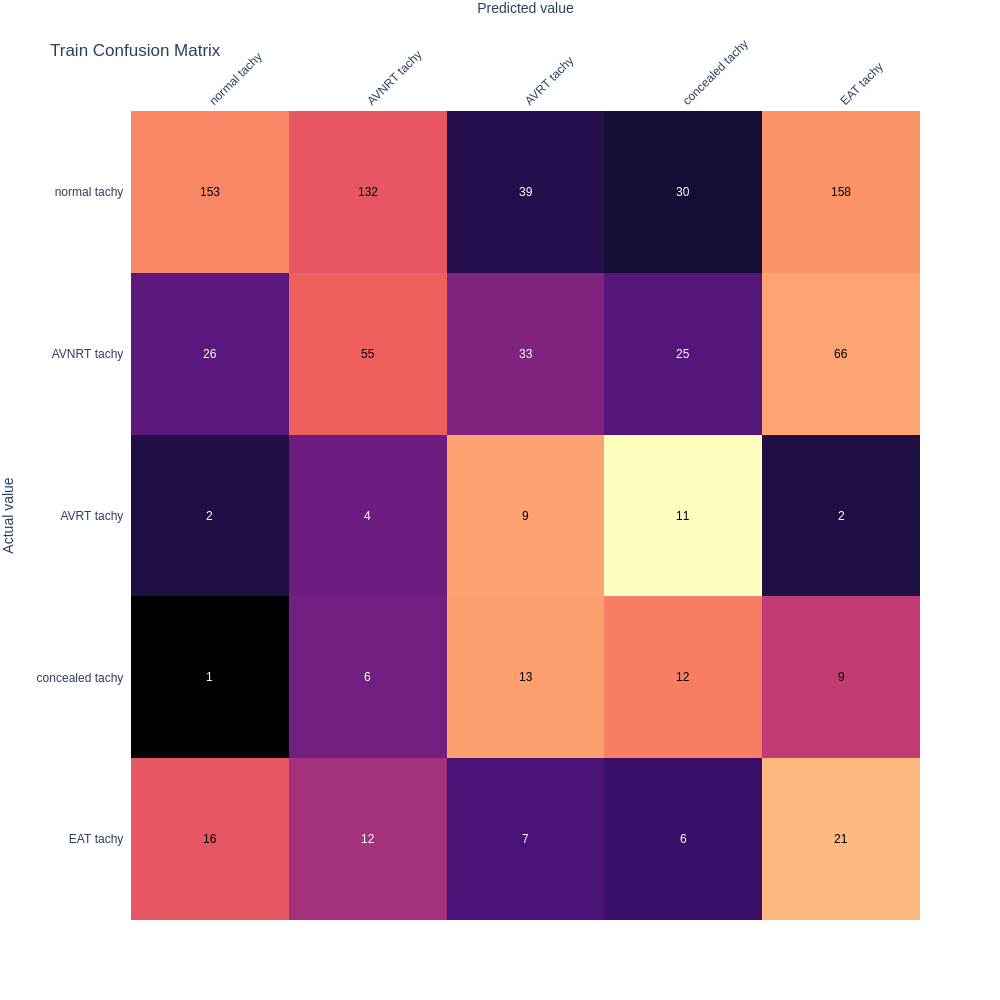 Predicted value
Train Confusion Matrix
normal tachy
AVNRT tachy
AVRT tachy
concealed tachy
EAT tachy
normal tachy 153 132 39 30 158
AVNRT tachy 26 55 33 25 66
Actual value
AVRT tachy 2 4 9 11 2
concealed tachy 1 6 13 12 9
EAT tachy 16 12 7 6 21